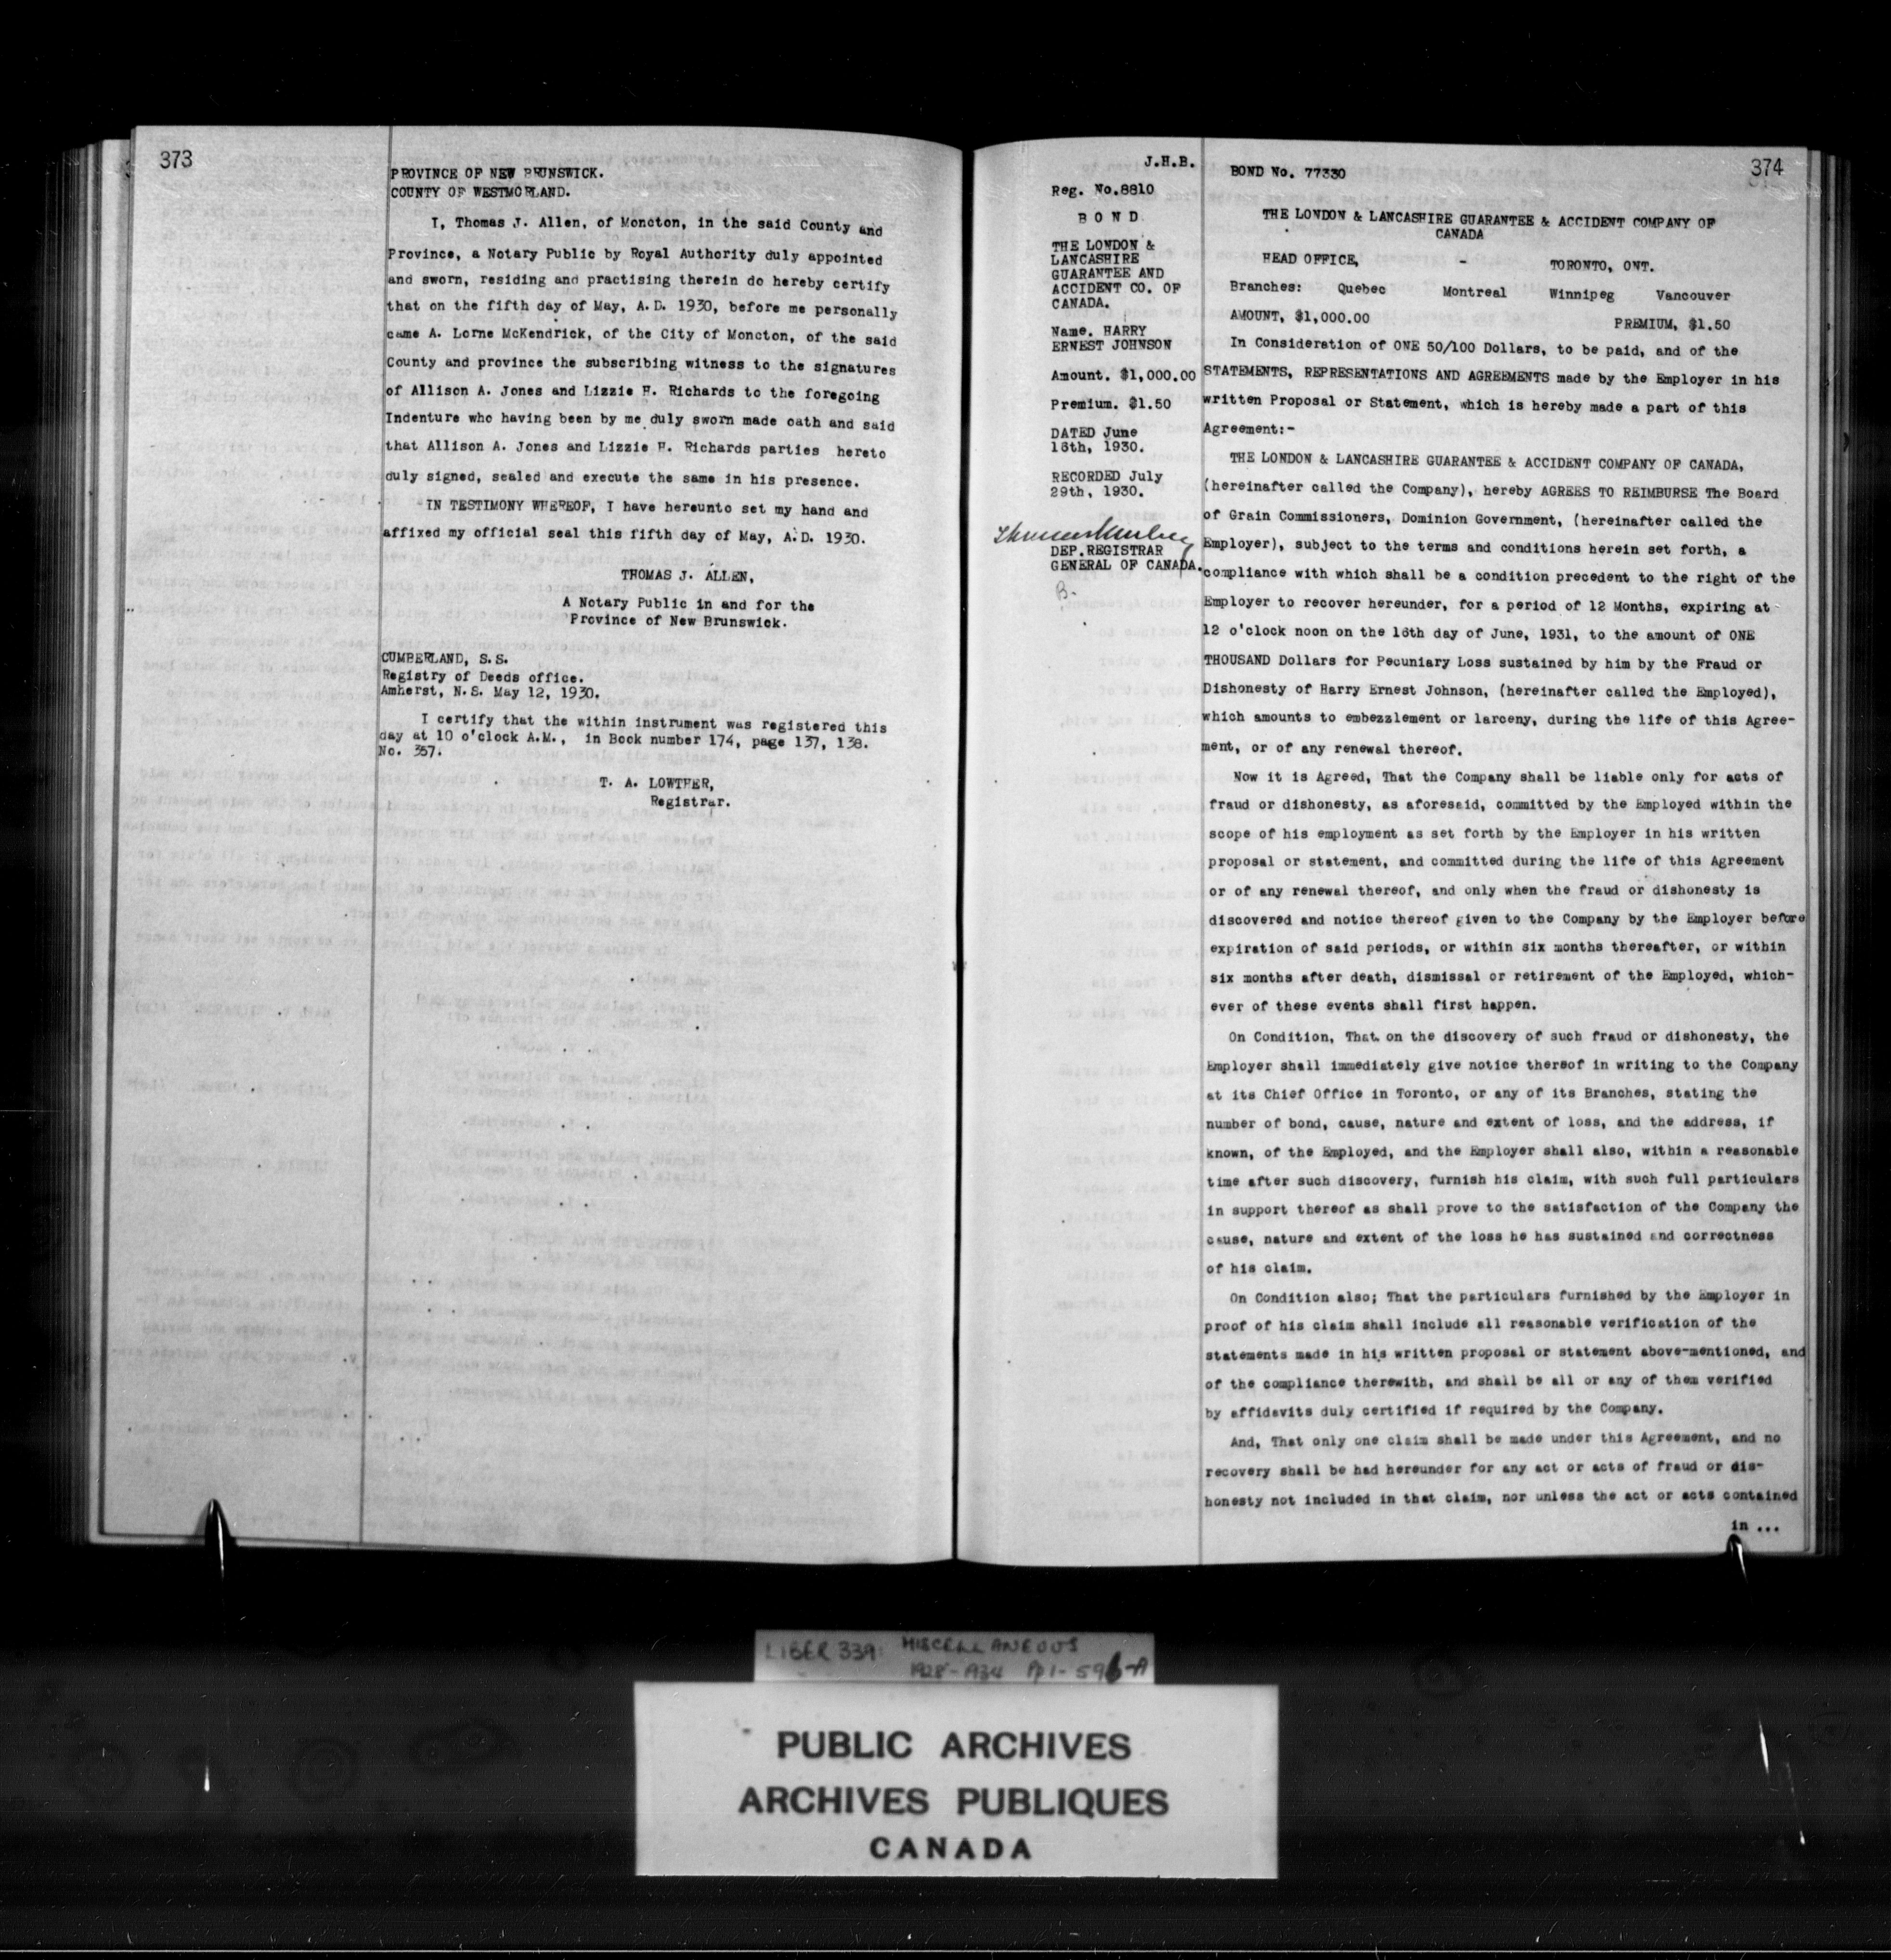 373
PROVINCE OF NEW BRUNSWICK.
COUNTY OF WESTMORLAND.
I, Thomas J. Allen, of Moncton, in the said County and
Province, a Notary Public by Royal Authority duly appointed
and sworn, residing and practising therein do hereby certify
that on the fifth day of May, A.D. 1930, before me personally
came A. Lorne McKendrick, of the City of Moncton, of the said
County and province the subscribing witness to the signatures
of Allison A. Jones and Lizzie H. Richards to the foregoing
Indenture who having been by me duly sworn made oath and said
that Allison A. Jones and Lizzie H. Richards parties hereto
duly signed, sealed and execute the same in his presence.
IN TESTIMONY WHEREOF, I have hereunto set my hand and
affixed my official seal this fifth day of May, A.D. 1930.
THOMAS J. ALLEN,
A Notary Public in and for the
Province of New Brunswick.
CUMBERLAND, S.S.
Registry of Deeds office.
Amherst, N.S. May 12, 1930.
I certify that the within instrument was registered this
day at 10 o'clock A.M., in Book number 174, page 137, 138.
No. 357.
T. A. LOWTHER,
Registrar.
374
J.H.B.
Reg. No.8810
B O N D
THE LONDON &
LANCASHIRE
GUARANTEE AND
ACCIDENT CO. OF
CANADA.
Name. HARRY
ERNEST JOHNSON
Amount. $1,000.00
Premium. $1.50
DATED June
16th, 1930.
RECORDED July
29th, 1930.
DEP.REGISTRAR
GENERAL OF CANADA.
B.
BOND No. 77330
THE LONDON & LANCASHIRE GUARANTEE & ACCIDENT COMPANY OF
CANADA
HEAD OFFICE, - TORONTO, ONT.
Branches: Quebec Montreal Winnipeg Vancouver
AMOUNT, $1,000.00 PREMIUM, $1.50
In Consideration of ONE 50/100 Dollars, to be paid, and of the
STATEMENTS, REPRESENTATIONS AND AGREEMENTS made by the Employer in his
written Proposal or Statement, which is hereby made a part of this
Agreement:-
THE LONDON & LANCASHIRE GUARANTEE & ACCIDENT COMPANY OF CANADA,
(hereinafter called the Company), hereby AGREES TO REIMBURSE The Board
of Grain Commissioners, Dominion Government, (hereinafter called the
Employer), subject to the terms and conditions herein set forth, a
compliance with which shall be a condition precedent to the right of the
Employer to recover hereunder, for a period of 12 Months, expiring at
12 o'clock noon on the 16th day of June, 1931, to the amount of ONE
THOUSAND Dollars for Pecuniary Loss sustained by him by the Fraud or
Dishonesty of Harry Ernest Johnson, (hereinafter called the Employed),
which amounts to embezzlement or larceny, during the life of this Agree-
ment, or of any renewal thereof.
Now it is Agreed, That the Company shall be liable only for acts of
fraud or dishonesty, as aforesaid, committed by the Employed within the
scope of his employment as set forth by the Employer in his written
proposal or statement, and committed during the life of this Agreement
or of any renewal thereof, and only when the fraud or dishonesty is
discovered and notice thereof given to the Company by the Employer before
expiration of said periods, or within six months thereafter, or within
six months after death, dismissal or retirement of the Employed, which-
ever of these events shall first happen.
On Condition, That on the discovery of such fraud or dishonesty, the
Employer shall immediately give notice thereof in writing to the Company
at its Chief Office in Toronto, or any of its Branches, stating the
number of bond, cause, nature and extent of loss, and the address, if
known, of the Employed, and the Employer shall also, within a reasonable
time after such discovery, furnish his claim, with such full particulars
in support thereof as shall prove to the satisfaction of the Company the
cause, nature and extent of the loss he has sustained and correctness
of his claim.
On Condition also; That the particulars furnished by the Employer in
proof of his claim shall include all reasonable verification of the
statements made in his written proposal or statement above-mentioned, and
of the compliance therewith, and shall be all or any of them verified
by affidavits duly certified if required by the Company.
And, That only one claim shall be made under this Agreement, and no
recovery shall be had hereunder for any act or acts of fraud or dis-
honesty not included in that claim, nor unless the act or acts contained
in ...
LIBER 339: MISCELLANEOUS
1928-1934 Pp 1-596-A
PUBLIC ARCHIVES
ARCHIVES PUBLIQUES
CANADA